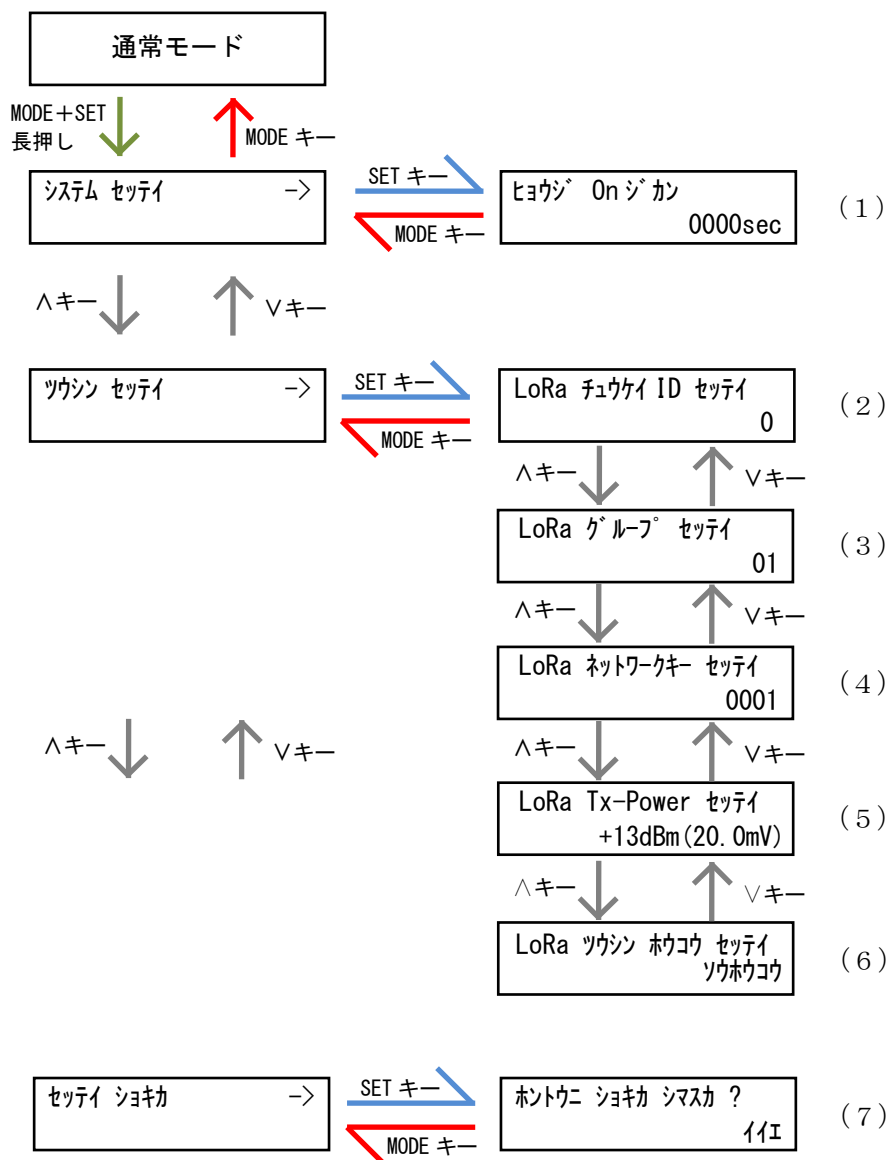 通常モード
MODE+SET
長押し
MODE キー
ｼｽﾃﾑ ｾｯﾃｲ ->
SET キー
MODE キー
ﾋｮｳｼﾞ Onｼﾞｶﾝ
0000sec
(1)
∧キー
∨キー
ﾂｳｼﾝ ｾｯﾃｲ ->
SET キー
MODE キー
LoRa ﾁｭｳｹｲ ID ｾｯﾃｲ
0
(2)
∧キー
∨キー
LoRa ｸﾞﾙｰﾌﾟ ｾｯﾃｲ
01
(3)
∧キー
∨キー
LoRa ﾈｯﾄﾜｰｸｷｰ ｾｯﾃｲ
0001
(4)
∧キー
∨キー
∧キー
∨キー
LoRa Tx-Power ｾｯﾃｲ
+13dBm(20.0mV)
(5)
∧キー
∨キー
LoRa ﾂｳｼﾝ ﾎｳｺｳ ｾｯﾃｲ
ｿｳﾎｳｺｳ
(6)
ｾｯﾃｲ ｼｮｷｶ ->
SET キー
MODE キー
ﾎﾝﾄｳﾆ ｼｮｷｶ ｼﾏｽｶ ?
ｲｲｴ
(7)